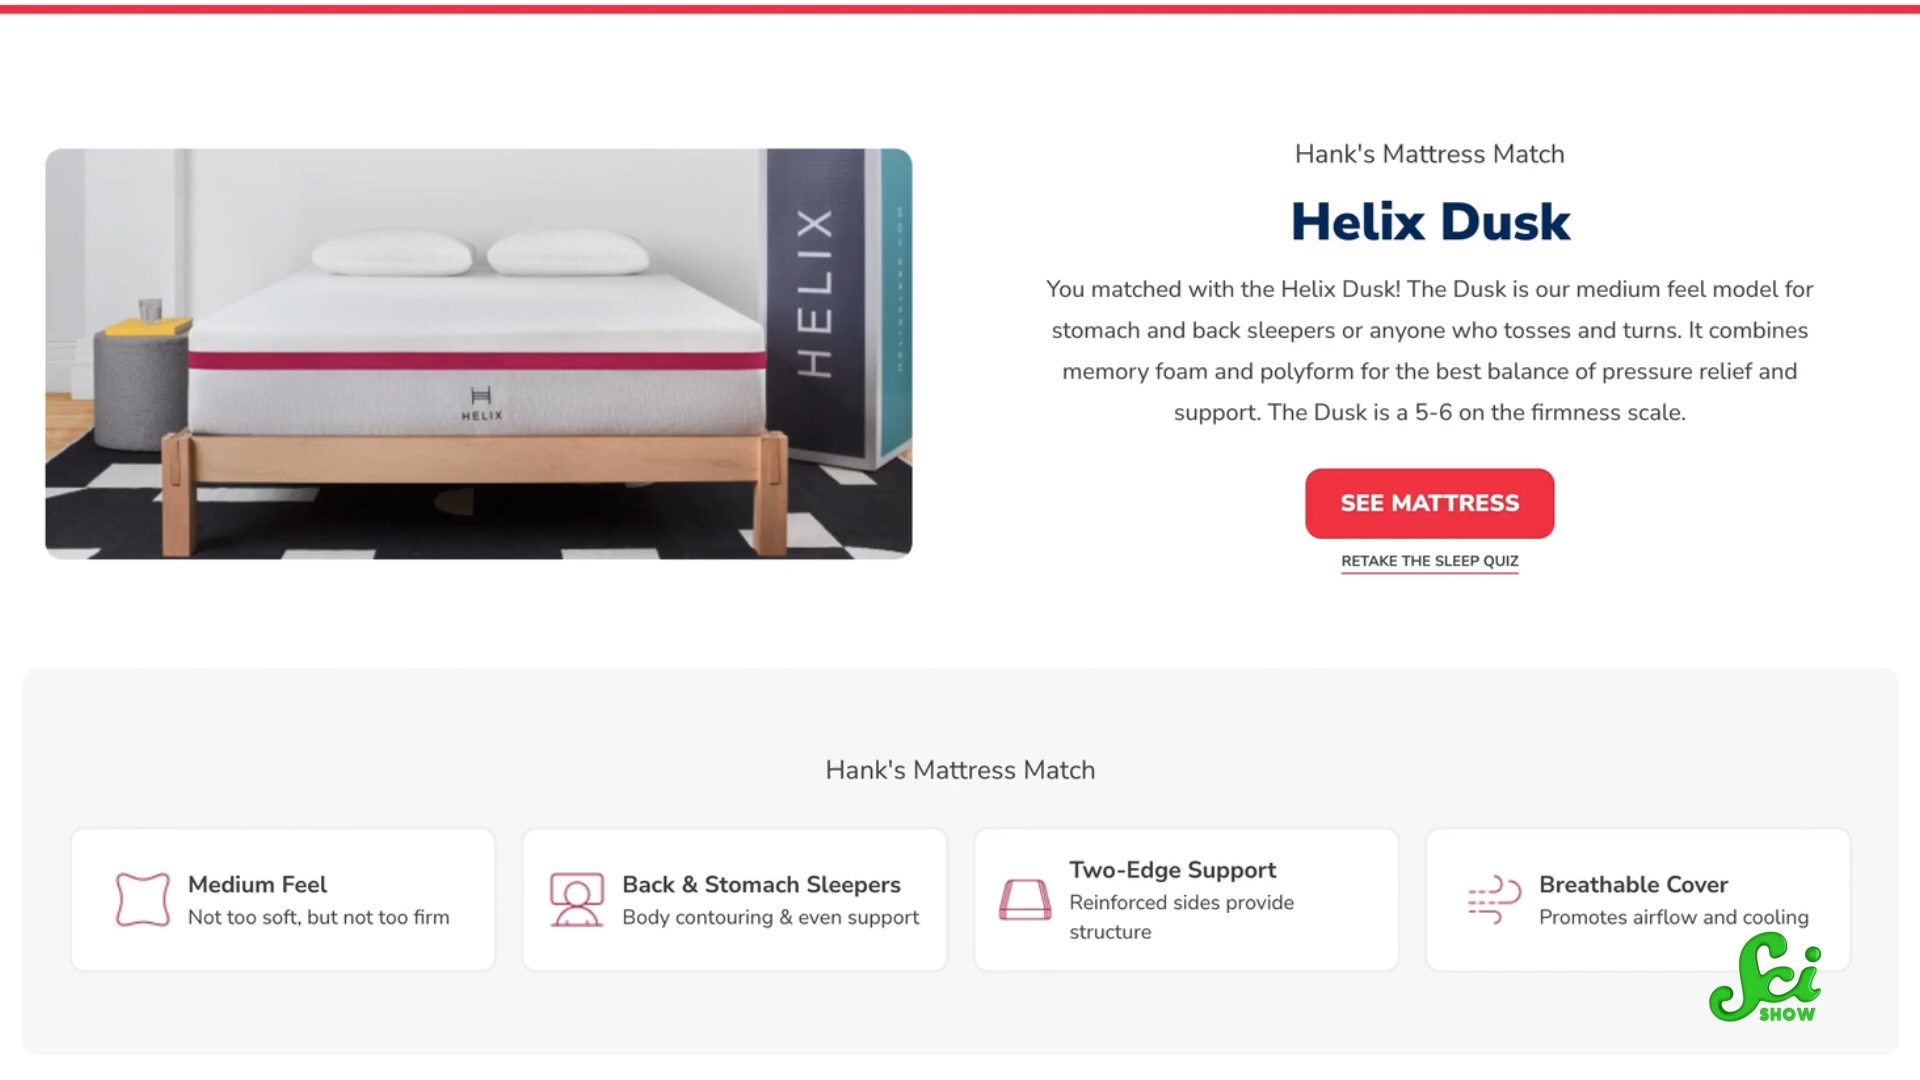 Hank's Mattress Match
Helix Dusk
You matched with the Helix Dusk! The Dusk is our medium feel model for
stomach and back sleepers or anyone who tosses and turns. It combines
memory foam and polyform for the best balance of pressure relief and
support. The Dusk is a 5-6 on the firmness scale.
SEE MATTRESS
RETAKE THE SLEEP QUIZ
HELIX
HELIX
Hank's Mattress Match
Medium Feel
Not too soft, but not too firm
Back & Stomach Sleepers
Body contouring & even support
Two-Edge Support
Reinforced sides provide
structure
Breathable Cover
Promotes airflow and cooling
Sci
SHOW